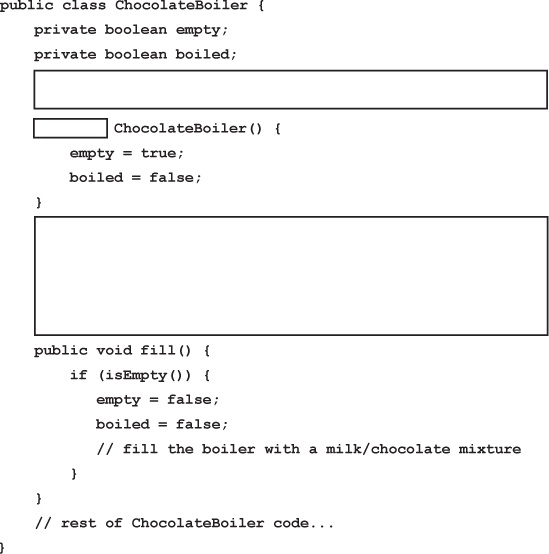 public class ChocolateBoiler {
private boolean empty;
private boolean boiled;
ChocolateBoiler() {
empty = true;
boiled = false;
}
public void fill() {
if (isEmpty()) {
empty = false;
boiled = false;
// fill the boiler with a milk/chocolate mixture
}
}
// rest of ChocolateBoiler code...
}